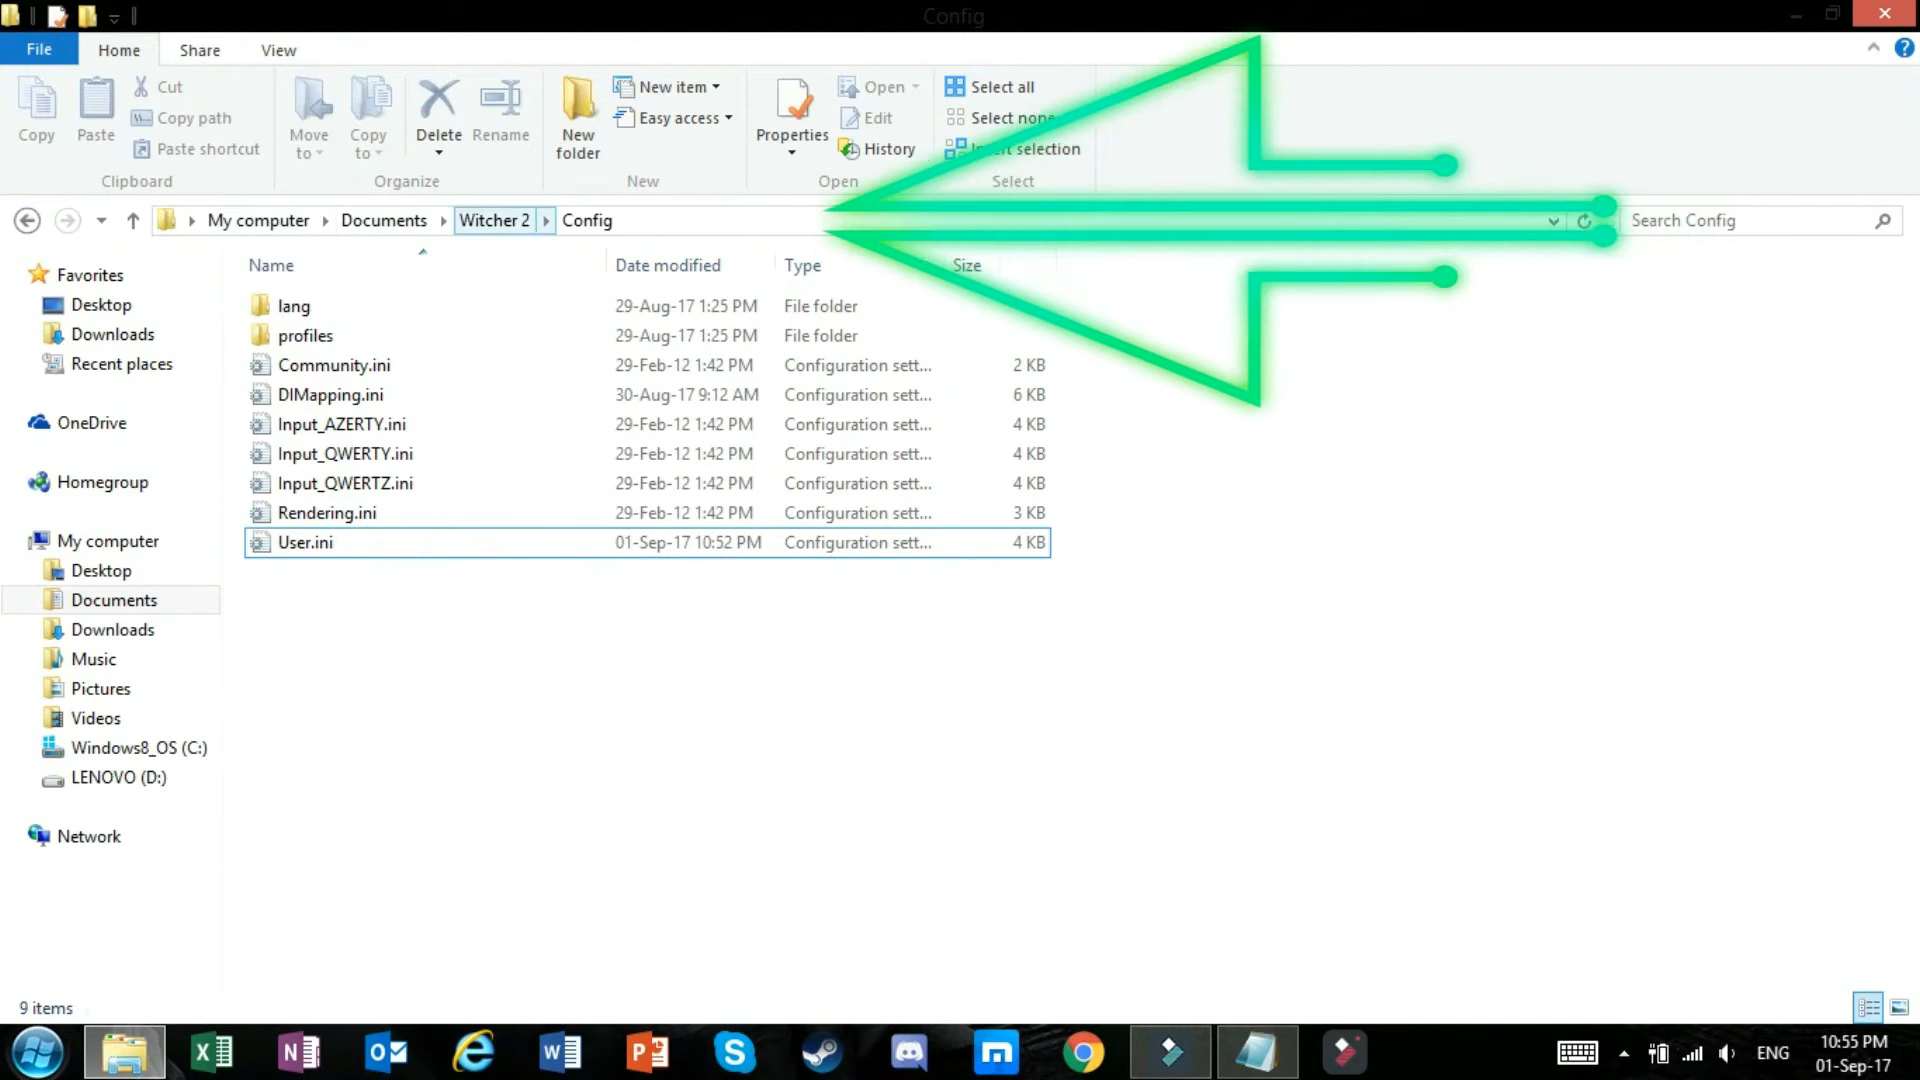 Config
File Home Share View
Copy
Paste
Cut
Copy path
Paste shortcut
Clipboard
Move to
Copy to
Delete
Rename
Organize
New folder
New item
Easy access
New
Properties
Open
Edit
History
Open
Select all
Select none
selection
Select
My computer Documents Witcher 2 Config
Search Config
Name Date modified Type Size
Favorites
Desktop
Downloads
Recent places
OneDrive
Homegroup
My computer
Desktop
Documents
Downloads
Music
Pictures
Videos
Windows8_OS (C:)
LENOVO (D:)
Network
lang 29-Aug-17 1:25 PM File folder
profiles 29-Aug-17 1:25 PM File folder
Community.ini 29-Feb-12 1:42 PM Configuration sett... 2 KB
DIMapping.ini 30-Aug-17 9:12 AM Configuration sett... 6 KB
Input_AZERTY.ini 29-Feb-12 1:42 PM Configuration sett... 4 KB
Input_QWERTY.ini 29-Feb-12 1:42 PM Configuration sett... 4 KB
Input_QWERTZ.ini 29-Feb-12 1:42 PM Configuration sett... 4 KB
Rendering.ini 29-Feb-12 1:42 PM Configuration sett... 3 KB
User.ini 01-Sep-17 10:52 PM Configuration sett... 4 KB
9 items
ENG
10:55 PM
01-Sep-17